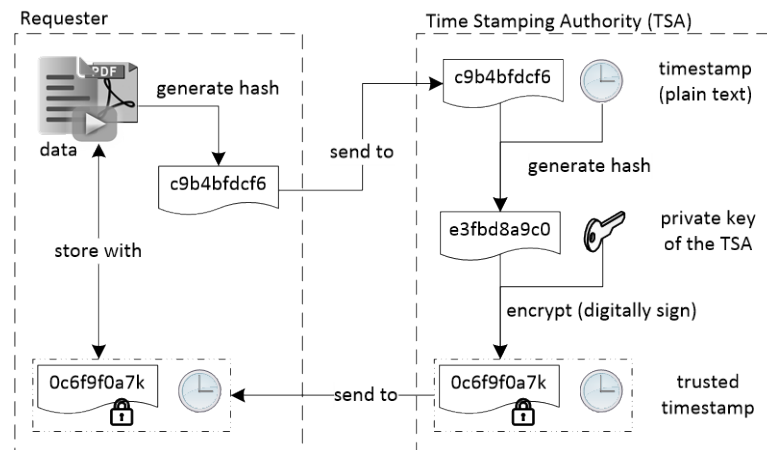 Requester
Time Stamping Authority (TSA)
PDF
data
generate hash
c9b4bfdcf6
send to
c9b4bfdcf6
timestamp
(plain text)
generate hash
e3fbd8a9c0
private key
of the TSA
encrypt (digitally sign)
store with
0c6f9f0a7k
send to
0c6f9f0a7k
trusted
timestamp